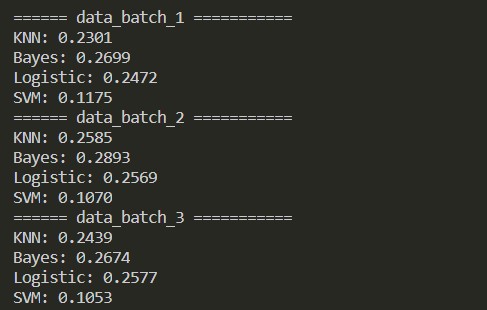 ====== data_batch_1 ===========
KNN: 0.2301
Bayes: 0.2699
Logistic: 0.2472
SVM: 0.1175
====== data_batch_2 ===========
KNN: 0.2585
Bayes: 0.2893
Logistic: 0.2569
SVM: 0.1070
====== data_batch_3 ===========
KNN: 0.2439
Bayes: 0.2674
Logistic: 0.2577
SVM: 0.1053